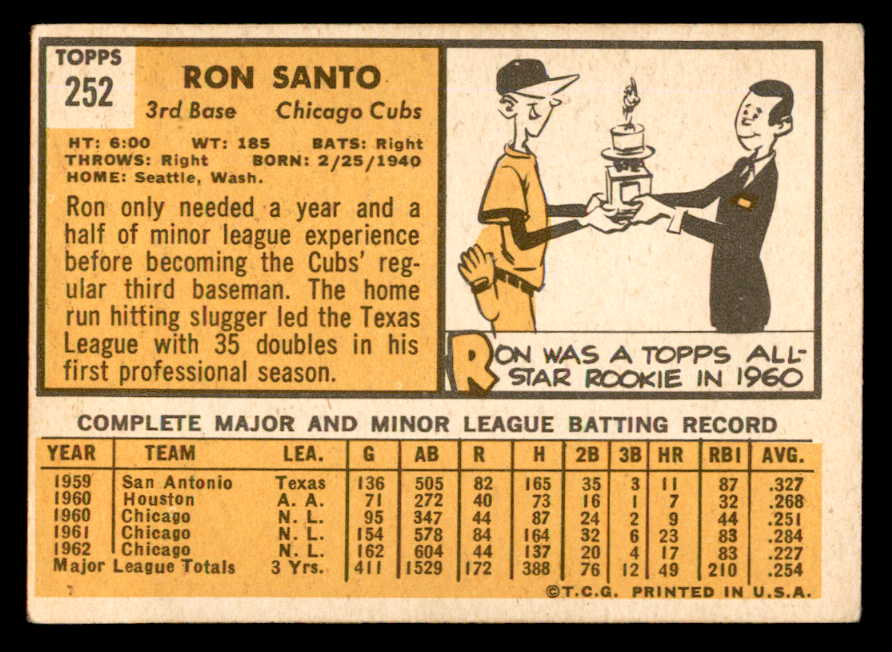 TOPPS
252
RON SANTO
3rd Base Chicago Cubs
HT: 6:00 WT: 185 BATS: Right
THROWS: Right BORN: 2/25/1940
HOME: Seattle, Wash.
Ron only needed a year and a
half of minor league experience
before becoming the Cubs' reg-
ular third baseman. The home
run hitting slugger led the Texas
League with 35 doubles in his
first professional season.
RON WAS A TOPPS ALL-
STAR ROOKIE IN 1960
COMPLETE MAJOR AND MINOR LEAGUE BATTING RECORD
YEAR TEAM LEA. G AB R H 2B 3B HR RBI AVG.
1959 San Antonio Texas 136 505 82 165 35 3 11 87 .327
1960 Houston A. A. 71 272 40 73 16 1 7 32 .268
1960 Chicago N. L. 95 347 44 87 24 2 9 44 .251
1961 Chicago N. L. 154 578 84 164 32 6 23 83 .284
1962 Chicago N. L. 162 604 44 137 20 4 17 83 .227
Major League Totals 3 Yrs. 411 1529 172 388 76 12 49 210 .254
©T.C.G. PRINTED IN U.S.A.